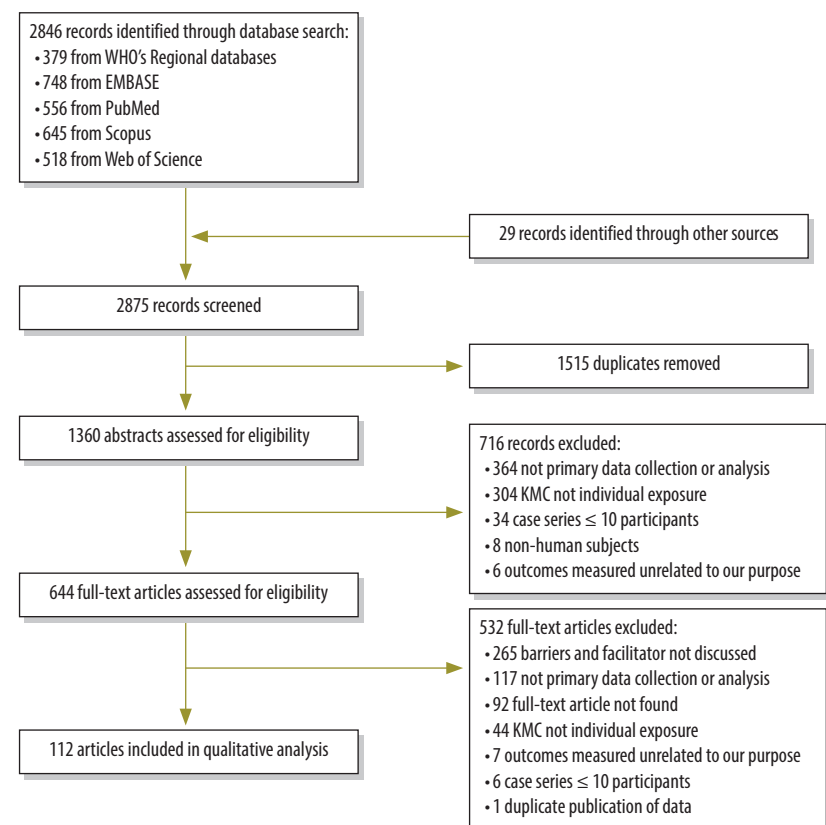 2846 records identified through database search:
• 379 from WHO's Regional databases
• 748 from EMBASE
• 556 from PubMed
• 645 from Scopus
• 518 from Web of Science
29 records identified through other sources
2875 records screened
1515 duplicates removed
1360 abstracts assessed for eligibility
716 records excluded:
• 364 not primary data collection or analysis
• 304 KMC not individual exposure
• 34 case series ≤ 10 participants
• 8 non-human subjects
• 6 outcomes measured unrelated to our purpose
644 full-text articles assessed for eligibility
532 full-text articles excluded:
• 265 barriers and facilitator not discussed
• 117 not primary data collection or analysis
• 92 full-text article not found
• 44 KMC not individual exposure
• 7 outcomes measured unrelated to our purpose
• 6 case series ≤ 10 participants
• 1 duplicate publication of data
112 articles included in qualitative analysis